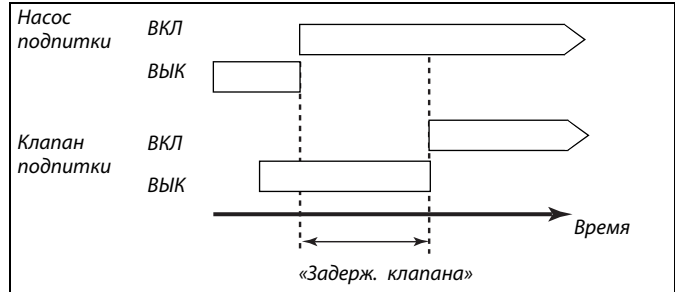 Насос
подпитки
ВКЛ
ВЫК
Клапан
подпитки
ВКЛ
ВЫК
Время
«Задерж. клапана»